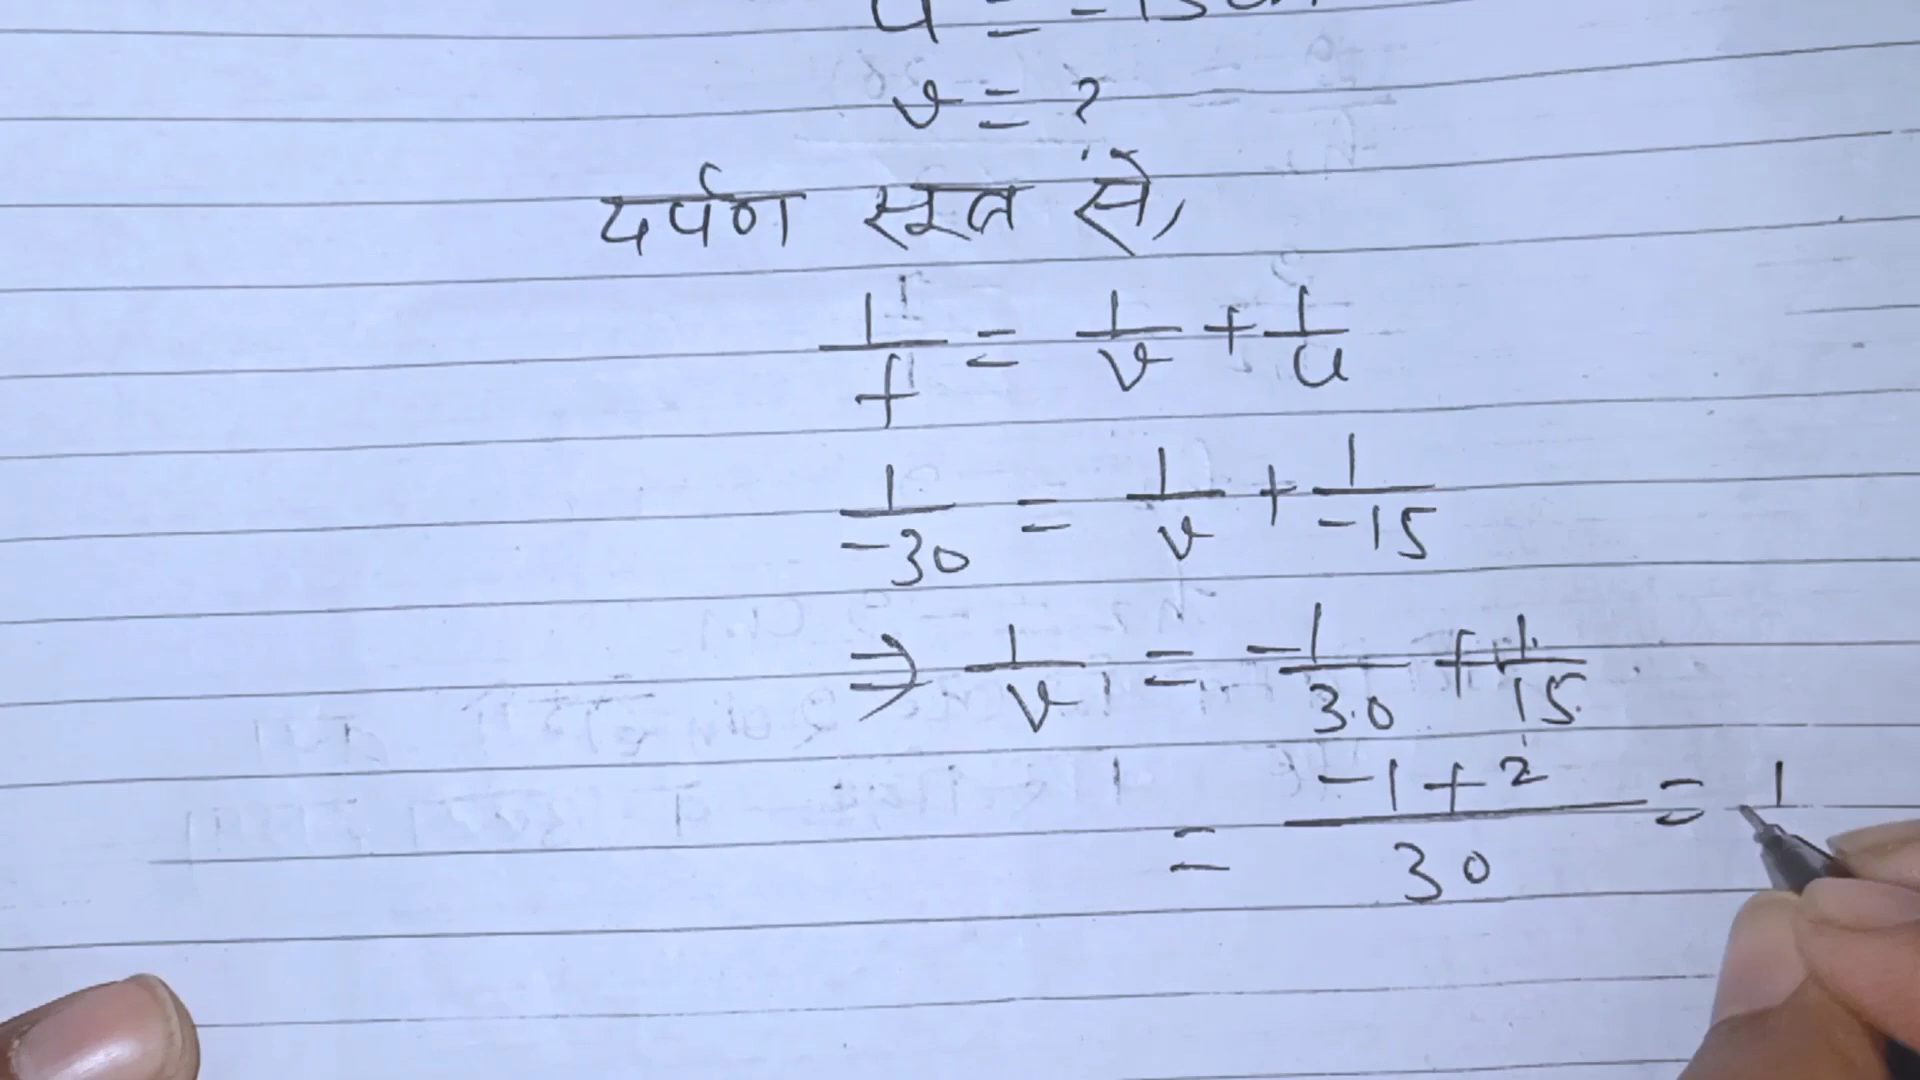 u = -15cm
v = ?
दर्पण सूत्र से,
1/f = 1/v + 1/u
1/-30 = 1/v + 1/-15
⇒ 1/v = -1/30 + 1/15
= -1+2/30 = 1